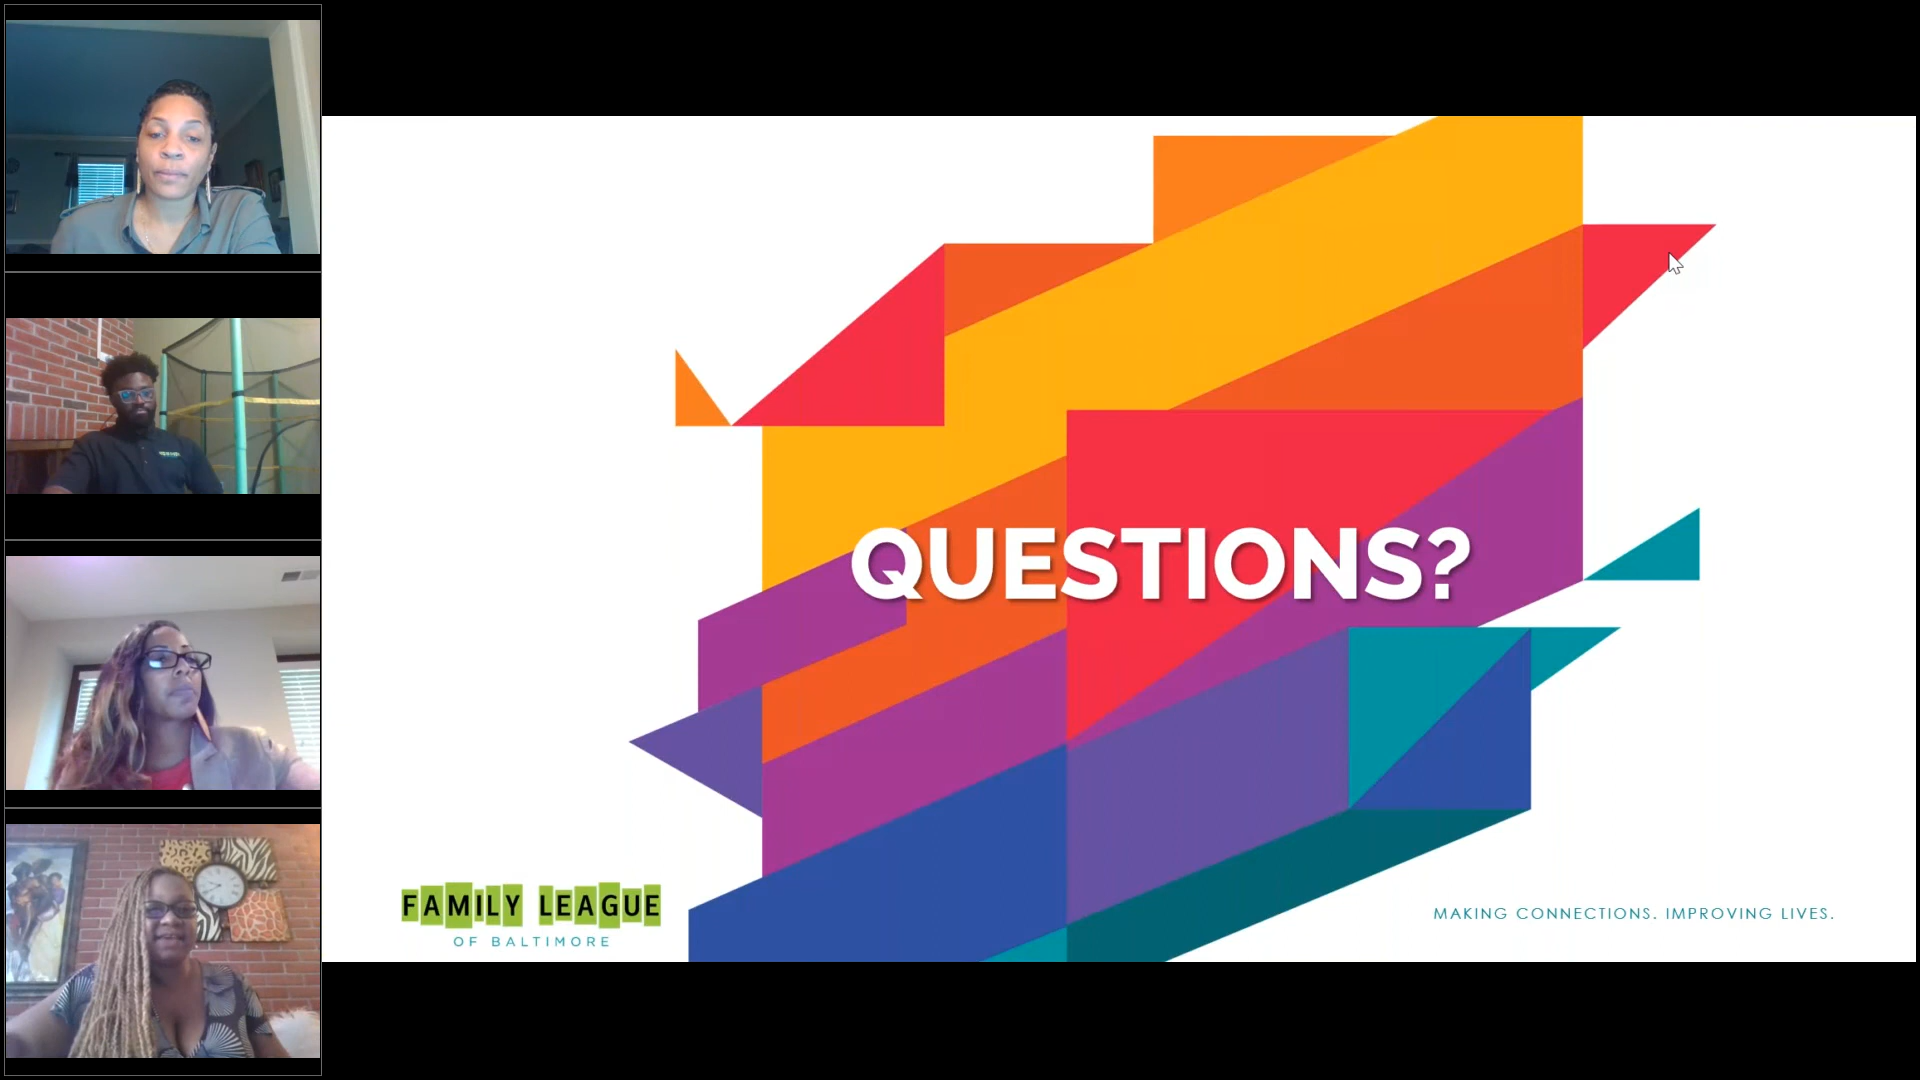 QUESTIONS?
FAMILY LEAGUE
OF BALTIMORE
MAKING CONNECTIONS. IMPROVING LIVES.